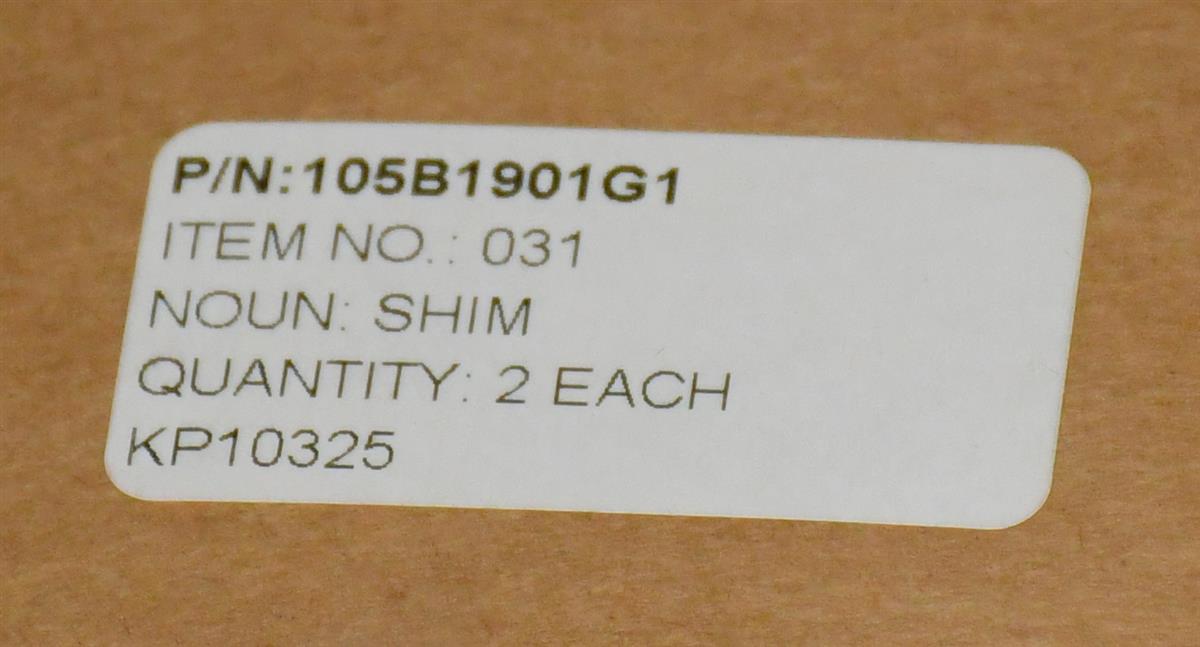 P/N:105B1901G1
ITEM NO.: 031
NOUN: SHIM
QUANTITY: 2 EACH
KP10325